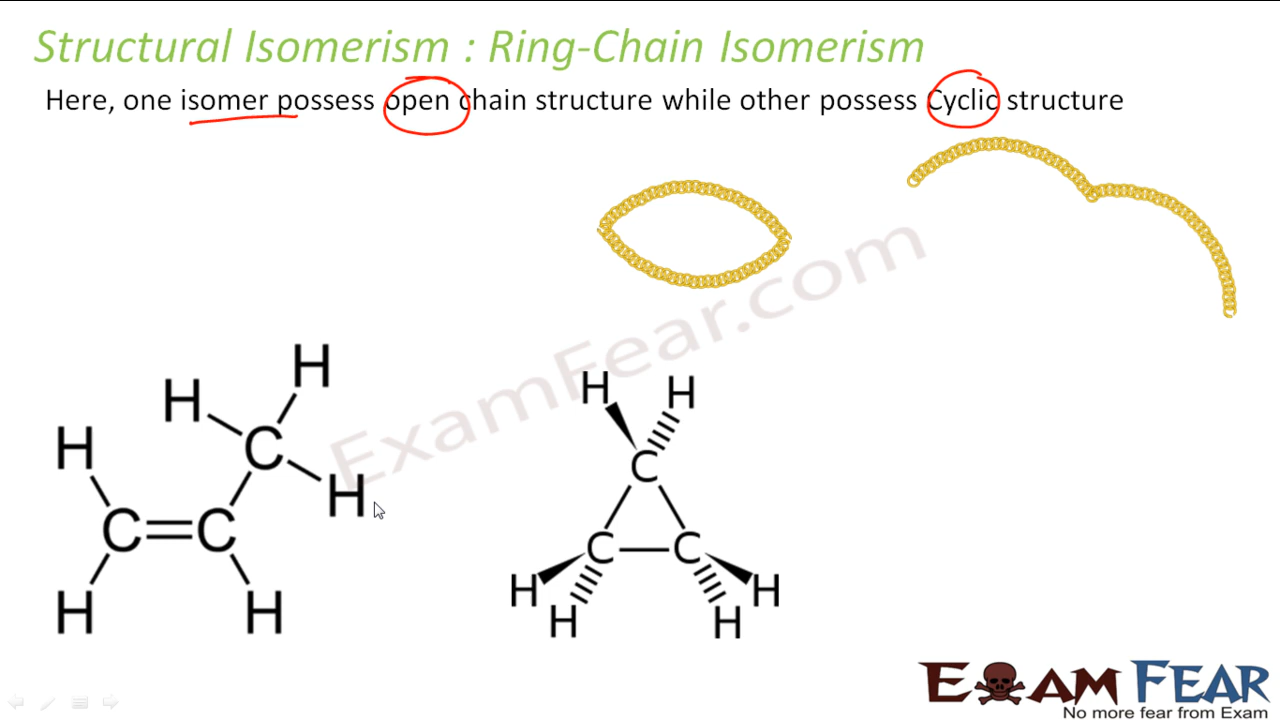 Structural Isomerism : Ring-Chain Isomerism
Here, one isomer possess open chain structure while other possess Cyclic structure
ExamFear.com
H
H
H
H
C
H
C=C
H
H
H H
C
C C
H H
H H
EXAM FEAR
No more fear from Exam